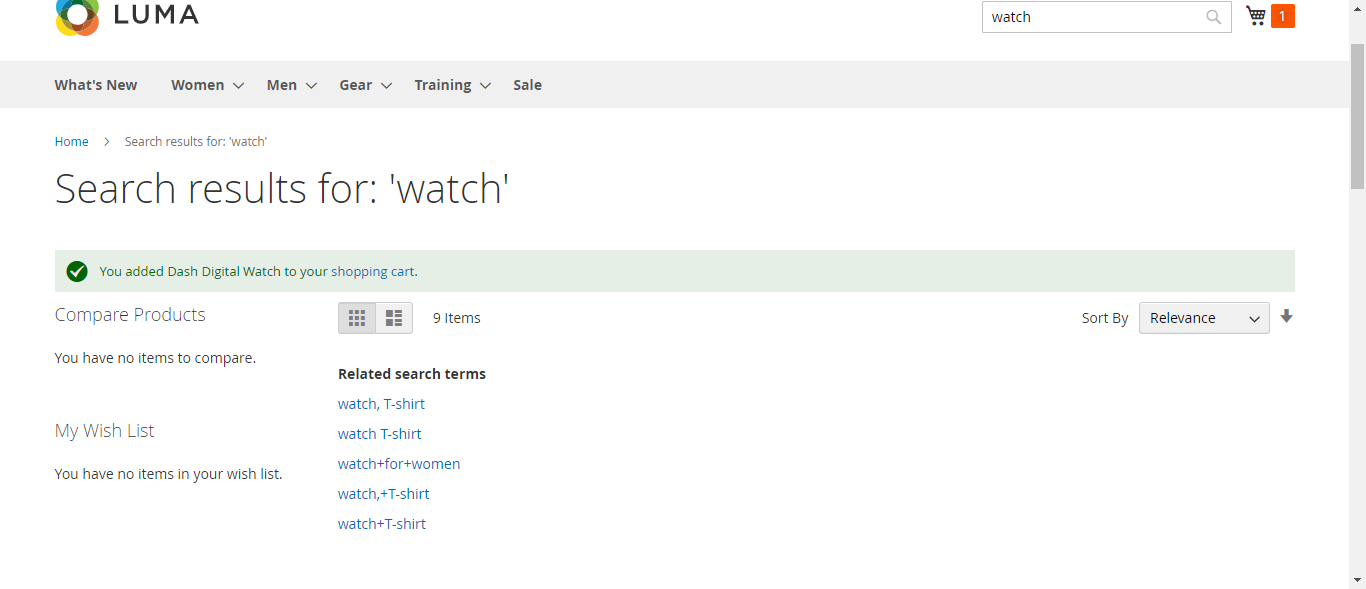 LUMA
watch
1
What's New Women Men Gear Training Sale
Home Search results for: 'watch'
Search results for: 'watch'
You added Dash Digital Watch to your shopping cart.
Compare Products
9 Items
Sort By Relevance
You have no items to compare.
Related search terms
watch, T-shirt
watch T-shirt
watch+for+women
watch,+T-shirt
watch+T-shirt
My Wish List
You have no items in your wish list.